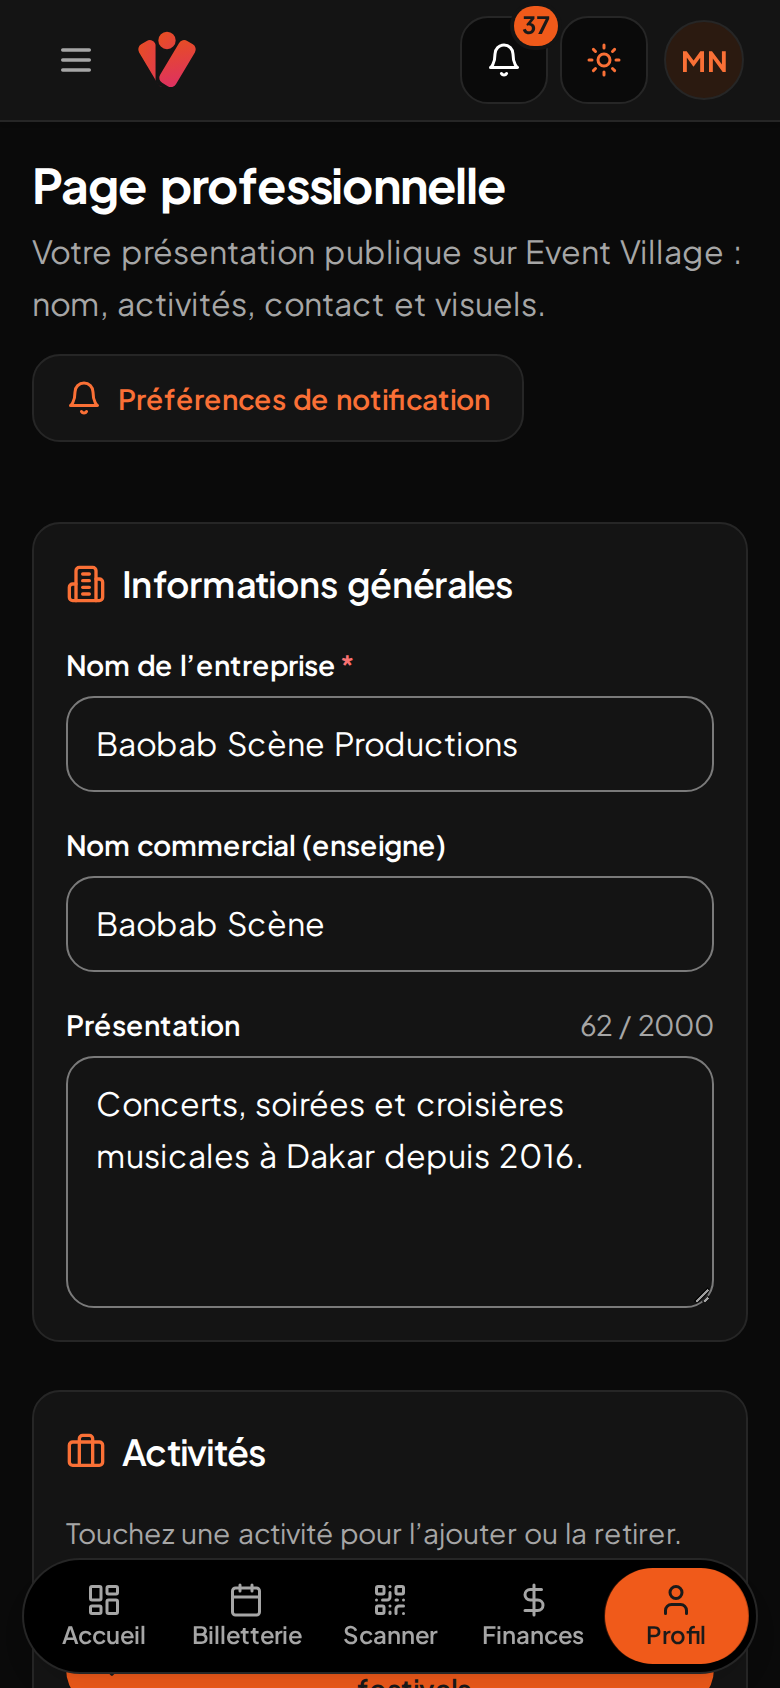 37
MN
Page professionnelle
Votre présentation publique sur Event Village :
nom, activités, contact et visuels.
Préférences de notification
Informations générales
Nom de l’entreprise *
Baobab Scène Productions
Nom commercial (enseigne)
Baobab Scène
Présentation 62 / 2000
Concerts, soirées et croisières
musicales à Dakar depuis 2016.
Activités
Touchez une activité pour l’ajouter ou la retirer.
Accueil Billetterie Scanner Finances Profil